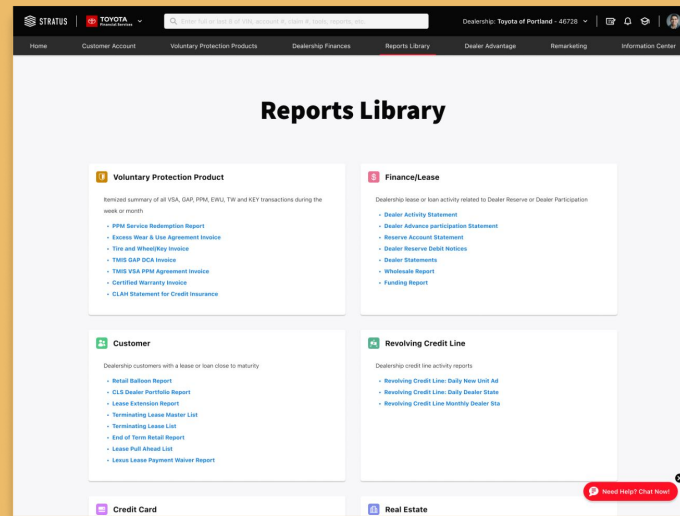 STRATUS
TOYOTA
Financial Services
Enter full or last 8 of VIN, account #, claim #, tools, reports, etc.
Dealership: Toyota of Portland - 46728
Home
Customer Account
Voluntary Protection Products
Dealership Finances
Reports Library
Dealer Advantage
Remarketing
Information Center
Reports Library
Voluntary Protection Product
Itemized summary of all VSA, GAP, PPM, EWU, TW and KEY transactions during the
week or month
• PPM Service Redemption Report
• Excess Wear & Use Agreement Invoice
• Tire and Wheel/Key Invoice
• TMIS GAP DCA Invoice
• TMIS VSA PPM Agreement Invoice
• Certified Warranty Invoice
• CLAH Statement for Credit Insurance
Finance/Lease
Dealership lease or loan activity related to Dealer Reserve or Dealer Participation
• Dealer Activity Statement
• Dealer Advance participation Statement
• Reserve Account Statement
• Dealer Reserve Debit Notices
• Dealer Statements
• Wholesale Report
• Funding Report
Customer
Dealership customers with a lease or loan close to maturity
• Retail Balloon Report
• CLS Dealer Portfolio Report
• Lease Extension Report
• Terminating Lease Master List
• Terminating Lease List
• End of Term Retail Report
• Lease Pull Ahead List
• Lexus Lease Payment Waiver Report
Revolving Credit Line
Dealership credit line activity reports
• Revolving Credit Line: Daily New Unit Ad
• Revolving Credit Line: Daily Dealer State
• Revolving Credit Line Monthly Dealer Sta
Need Help? Chat Now!
Credit Card
Real Estate